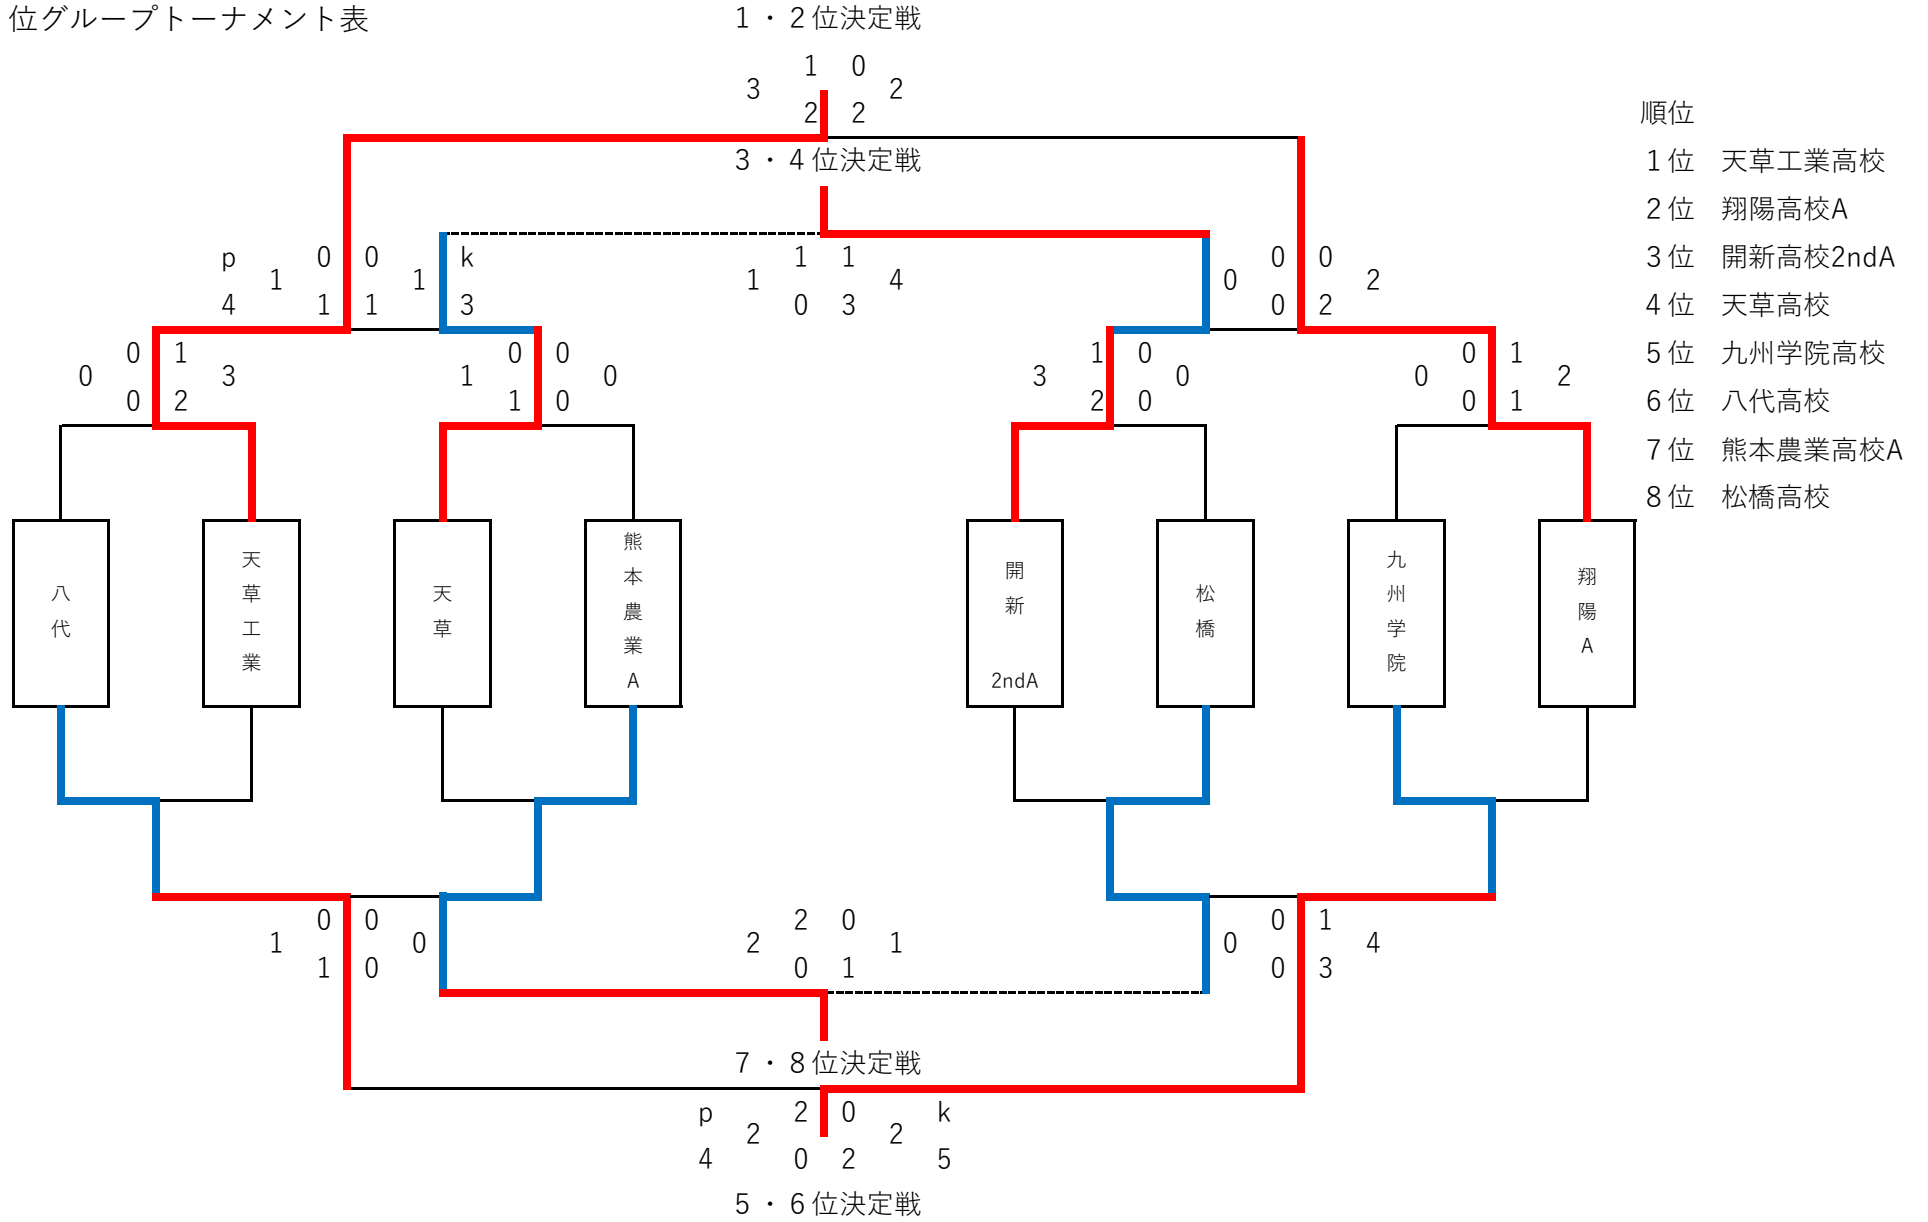 位グループトーナメント表
1・2位決定戦
1 0
3 2
2 2
3・4位決定戦
順位
1位 天草工業高校
2位 翔陽高校A
3位 開新高校2ndA
4位 天草高校
5位 九州学院高校
6位 八代高校
7位 熊本農業高校A
8位 松橋高校
p 0 0 k
1 1
4 1 1 3
1 1
1 4
0 3
0 0
0 2
0 2
0 1
0 3
0 2
0 0
1 0
1 0
1 0
3 0
2 0
0 1
0 2
0 1
八代
天草工業
天草
熊本農業A
開新 2ndA
松橋
九州学院
翔陽A
0 0
1 0
1 0
2 0
2 1
0 1
0 1
0 4
0 3
7・8位決定戦
p 2 0 k
2 2
4 0 2 5
5・6位決定戦